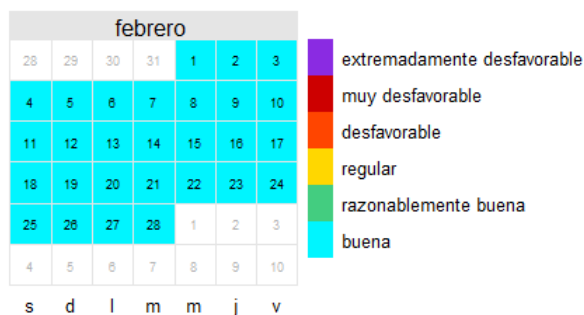 febrero
28 29 30 31 1 2 3
4 5 6 7 8 9 10
11 12 13 14 15 16 17
18 19 20 21 22 23 24
25 26 27 28 1 2 3
4 5 6 7 8 9 10
s d l m m j v
extremadamente desfavorable
muy desfavorable
desfavorable
regular
razonablemente buena
buena